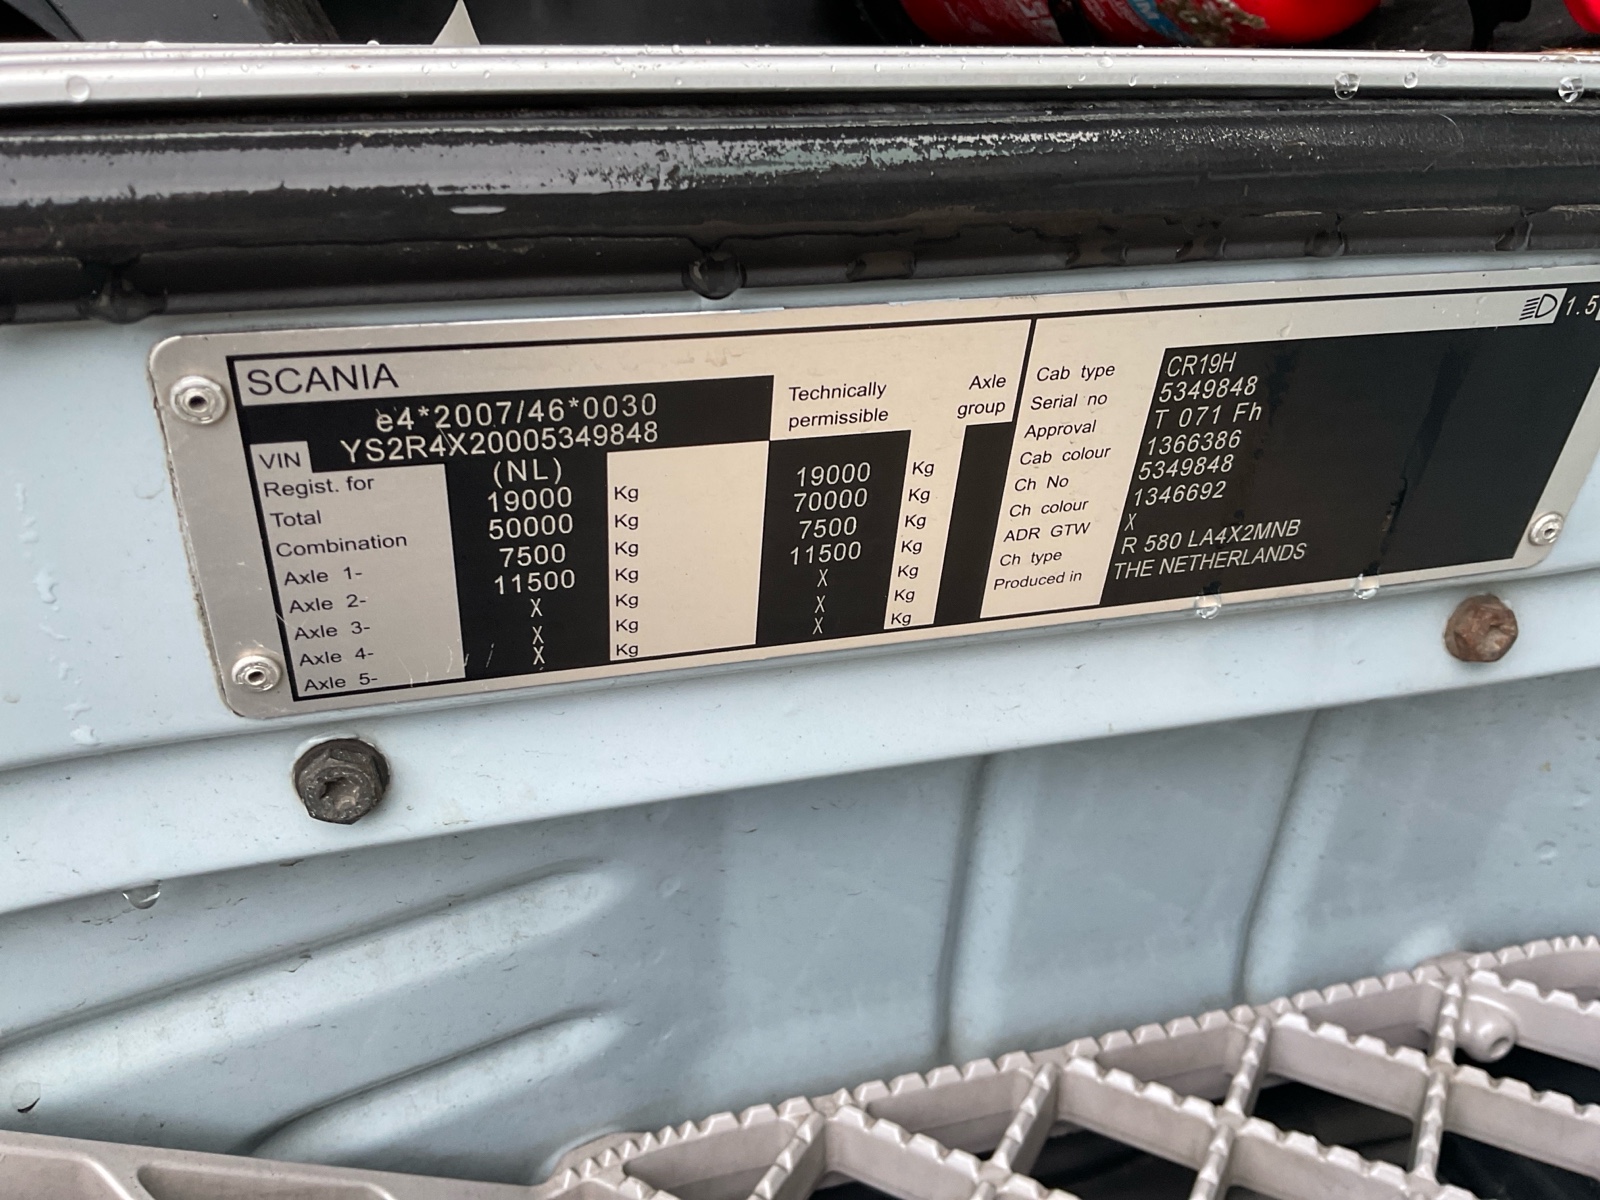 SCANIA
e4*2007/46*0030
VIN YS2R4X20005349848
Regist. for (NL)
Total 19000 Kg
Combination 50000 Kg
Axle 1- 7500 Kg
Axle 2- 11500 Kg
Axle 3- X Kg
Axle 4- X Kg
Axle 5- X Kg
Technically
permissible
Axle
group
19000 Kg
70000 Kg
7500 Kg
11500 Kg
X Kg
X Kg
X Kg
1.5
Cab type CR19H
Serial no 5349848
Approval T 071 Fh
Cab colour 1366386
Ch No 5349848
Ch colour 1346692
ADR GTW X
Ch type R 580 LA4X2MNB
Produced in THE NETHERLANDS